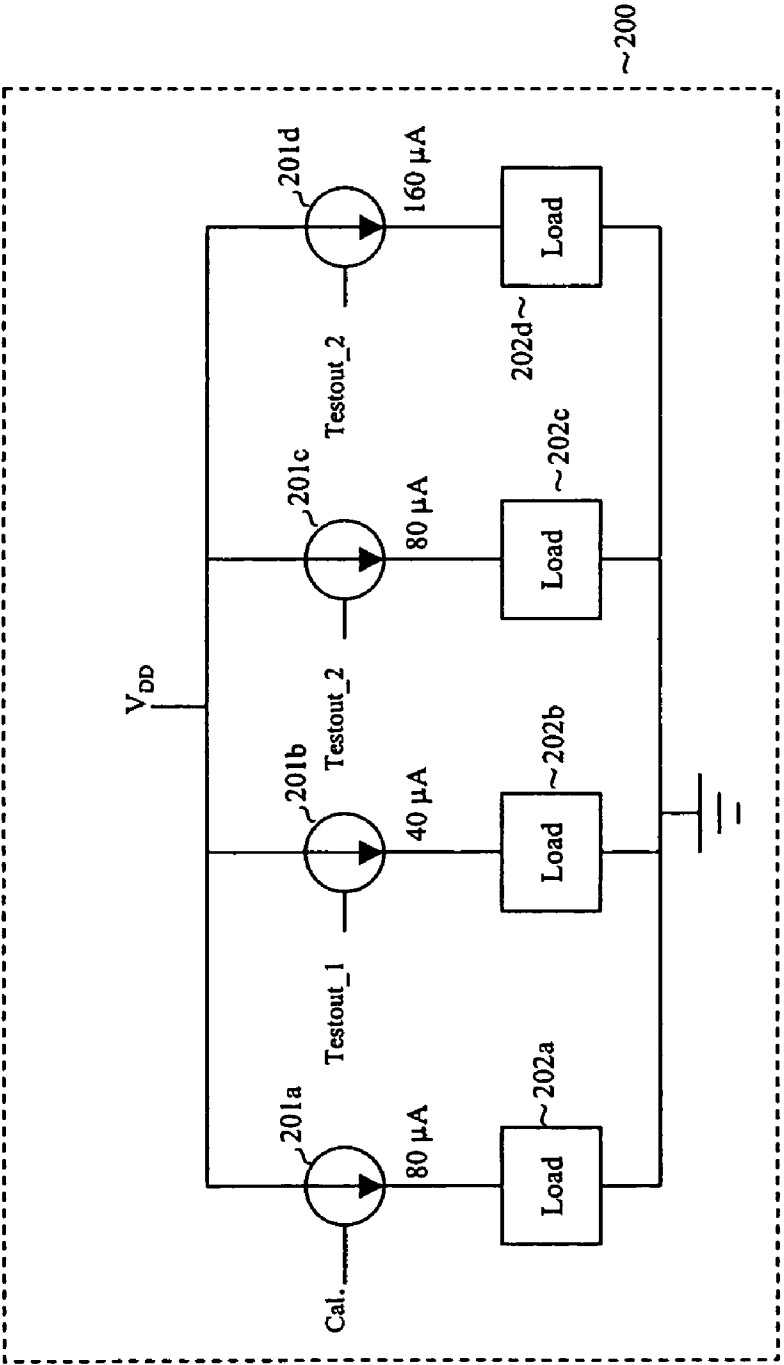 ~200
V_DD
201a
201b
201c
201d
Cal.
Testout_1
Testout_2
Testout_2
80 µA
40 µA
80 µA
160 µA
Load
Load
Load
Load
202a
202b
202c
202d